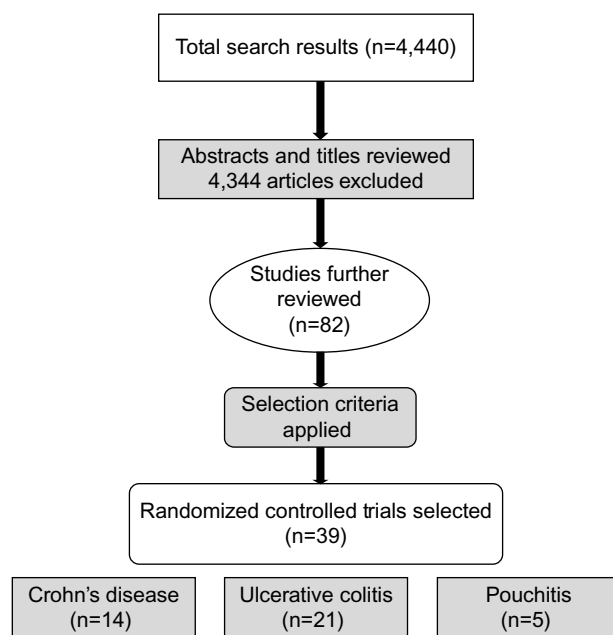 Total search results (n=4,440)
Abstracts and titles reviewed
4,344 articles excluded
Studies further
reviewed
(n=82)
Selection criteria
applied
Randomized controlled trials selected
(n=39)
Crohn’s disease
(n=14)
Ulcerative colitis
(n=21)
Pouchitis
(n=5)